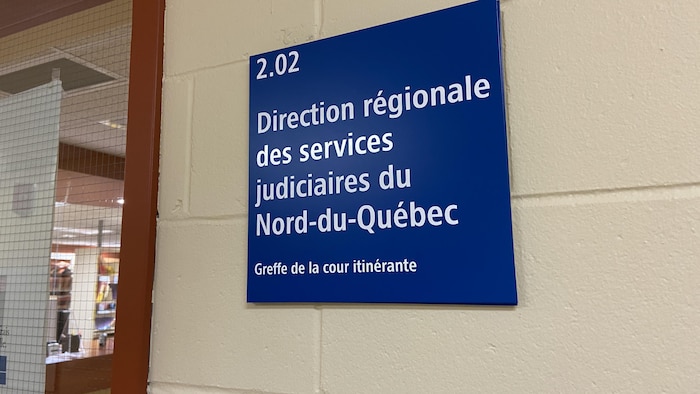 2.02
Direction régionale
des services
judiciaires du
Nord-du-Québec
Greffe de la cour itinérante